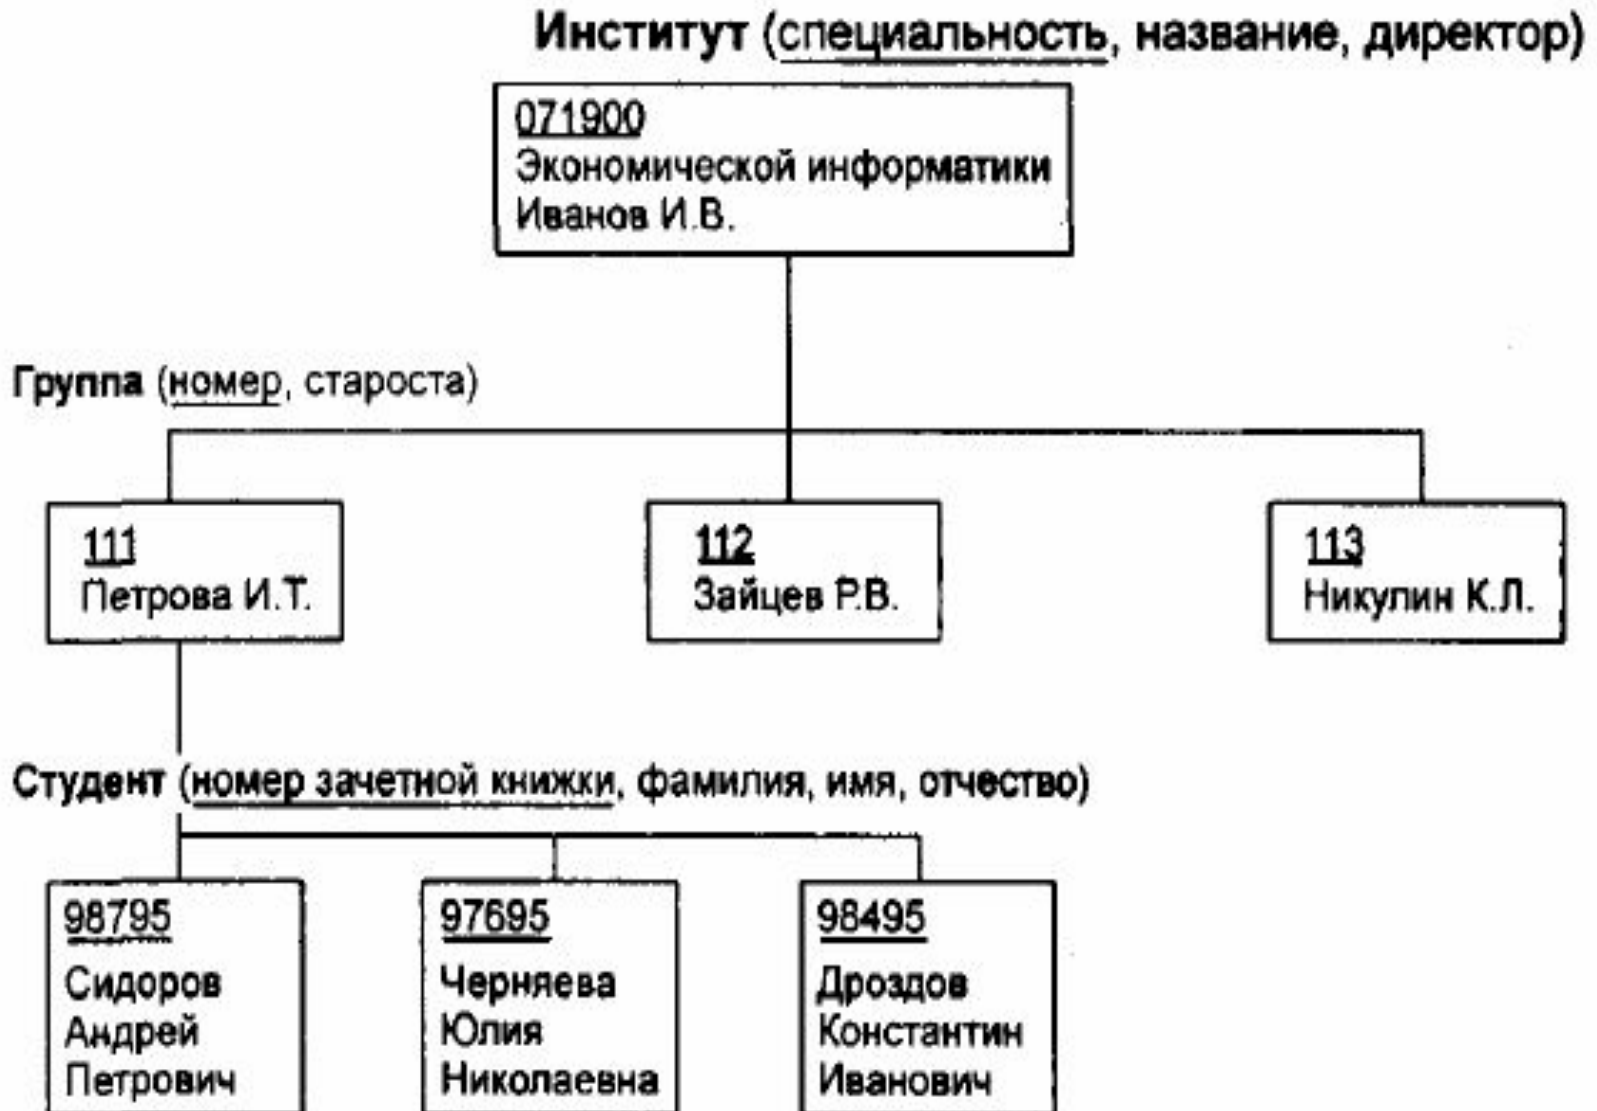 Институт (специальность, название, директор)
071900
Экономической информатики
Иванов И.В.
Группа (номер, староста)
111
Петрова И.Т.
112
Зайцев Р.В.
113
Никулин К.Л.
Студент (номер зачетной книжки, фамилия, имя, отчество)
98795
Сидоров
Андрей
Петрович
97695
Черняева
Юлия
Николаевна
98495
Дроздов
Константин
Иванович